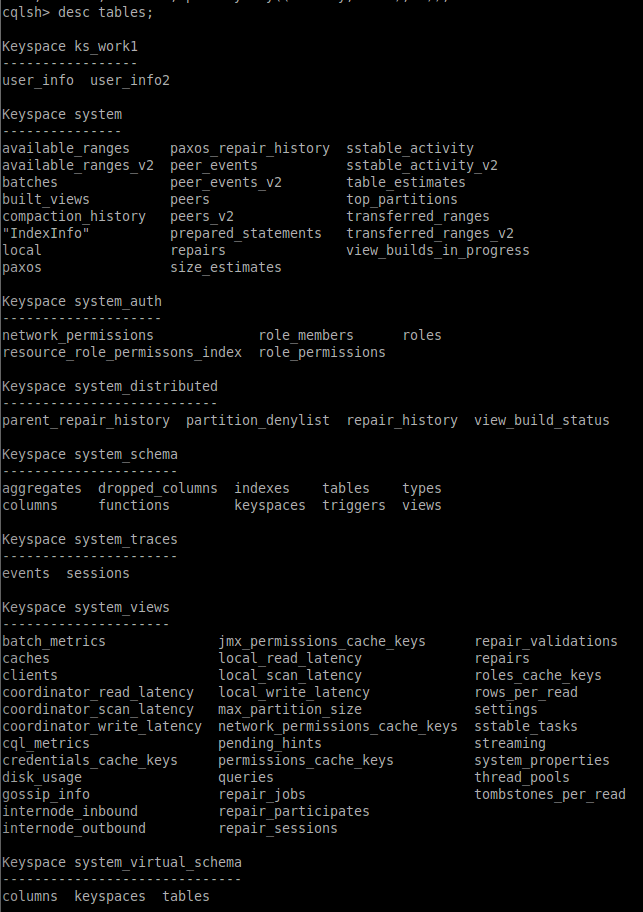 cqlsh> desc tables;
Keyspace ks_work1
-----------------
user_info  user_info2
Keyspace system
---------------
available_ranges     paxos_repair_history  sstable_activity
available_ranges_v2  peer_events           sstable_activity_v2
batches              peer_events_v2        table_estimates
built_views          peers                 top_partitions
compaction_history   peers_v2              transferred_ranges
"IndexInfo"          prepared_statements   transferred_ranges_v2
local                repairs               view_builds_in_progress
paxos                size_estimates
Keyspace system_auth
--------------------
network_permissions             role_members      roles
resource_role_permissons_index  role_permissions
Keyspace system_distributed
---------------------------
parent_repair_history  partition_denylist  repair_history  view_build_status
Keyspace system_schema
----------------------
aggregates  dropped_columns  indexes    tables    types
columns     functions        keyspaces  triggers  views
Keyspace system_traces
----------------------
events  sessions
Keyspace system_views
---------------------
batch_metrics              jmx_permissions_cache_keys      repair_validations
caches                     local_read_latency              repairs
clients                    local_scan_latency              roles_cache_keys
coordinator_read_latency   local_write_latency             rows_per_read
coordinator_scan_latency   max_partition_size              settings
coordinator_write_latency  network_permissions_cache_keys  sstable_tasks
cql_metrics                pending_hints                   streaming
credentials_cache_keys     permissions_cache_keys          system_properties
disk_usage                 queries                         thread_pools
gossip_info                repair_jobs                     tombstones_per_read
internode_inbound          repair_participates
internode_outbound         repair_sessions
Keyspace system_virtual_schema
------------------------------
columns  keyspaces  tables